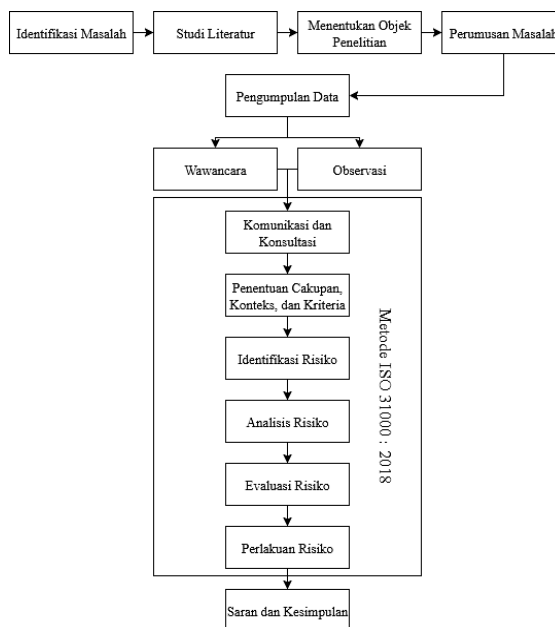 Identifikasi Masalah
Studi Literatur
Menentukan Objek
Penelitian
Perumusan Masalah
Pengumpulan Data
Wawancara
Observasi
Komunikasi dan
Konsultasi
Penentuan Cakupan,
Konteks, dan Kriteria
Identifikasi Risiko
Analisis Risiko
Evaluasi Risiko
Perlakuan Risiko
Metode ISO 31000 : 2018
Saran dan Kesimpulan